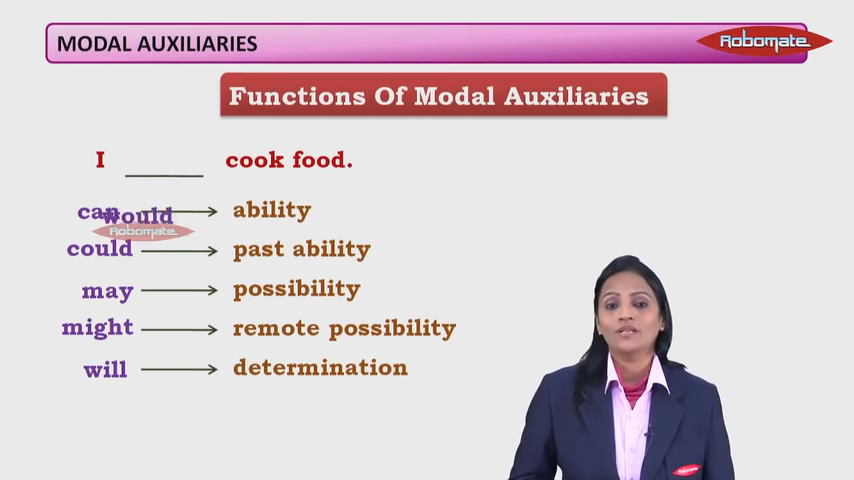 MODAL AUXILIARIES
Robomate
Functions Of Modal Auxiliaries
I ______ cook food.
can ability
would
Robomate
could past ability
may possibility
might remote possibility
will determination